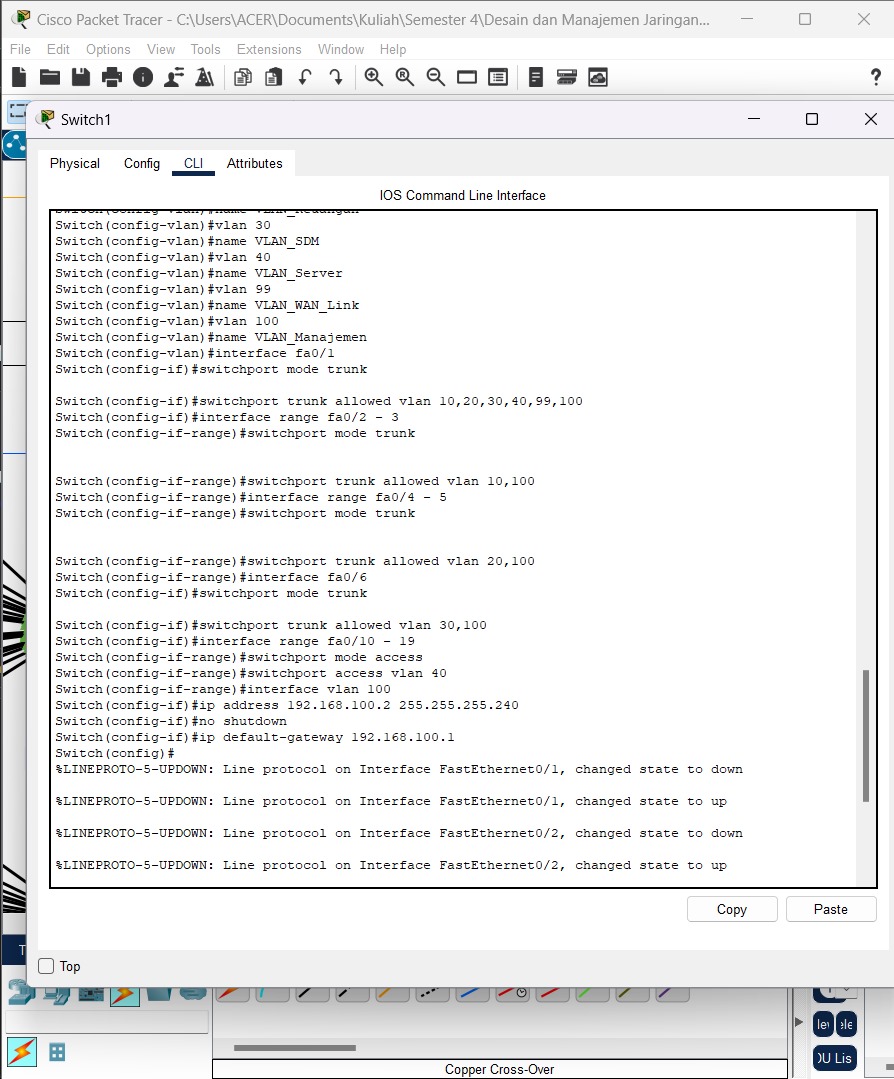 Cisco Packet Tracer - C:\Users\ACER\Documents\Kuliah\Semester 4\Desain dan Manajemen Jaringan...
File Edit Options View Tools Extensions Window Help
Switch1
Physical Config CLI Attributes
IOS Command Line Interface
Switch(config-vlan)#name VLAN_Keuangan
Switch(config-vlan)#vlan 30
Switch(config-vlan)#name VLAN_SDM
Switch(config-vlan)#vlan 40
Switch(config-vlan)#name VLAN_Server
Switch(config-vlan)#vlan 99
Switch(config-vlan)#name VLAN_WAN_Link
Switch(config-vlan)#vlan 100
Switch(config-vlan)#name VLAN_Manajemen
Switch(config-vlan)#interface fa0/1
Switch(config-if)#switchport mode trunk
Switch(config-if)#switchport trunk allowed vlan 10,20,30,40,99,100
Switch(config-if)#interface range fa0/2 - 3
Switch(config-if-range)#switchport mode trunk
Switch(config-if-range)#switchport trunk allowed vlan 10,100
Switch(config-if-range)#interface range fa0/4 - 5
Switch(config-if-range)#switchport mode trunk
Switch(config-if-range)#switchport trunk allowed vlan 20,100
Switch(config-if-range)#interface fa0/6
Switch(config-if)#switchport mode trunk
Switch(config-if)#switchport trunk allowed vlan 30,100
Switch(config-if)#interface range fa0/10 - 19
Switch(config-if-range)#switchport mode access
Switch(config-if-range)#switchport access vlan 40
Switch(config-if-range)#interface vlan 100
Switch(config-if)#ip address 192.168.100.2 255.255.255.240
Switch(config-if)#no shutdown
Switch(config-if)#ip default-gateway 192.168.100.1
Switch(config)#
%LINEPROTO-5-UPDOWN: Line protocol on Interface FastEthernet0/1, changed state to down
%LINEPROTO-5-UPDOWN: Line protocol on Interface FastEthernet0/1, changed state to up
%LINEPROTO-5-UPDOWN: Line protocol on Interface FastEthernet0/2, changed state to down
%LINEPROTO-5-UPDOWN: Line protocol on Interface FastEthernet0/2, changed state to up
Copy Paste
Top
Copper Cross-Over